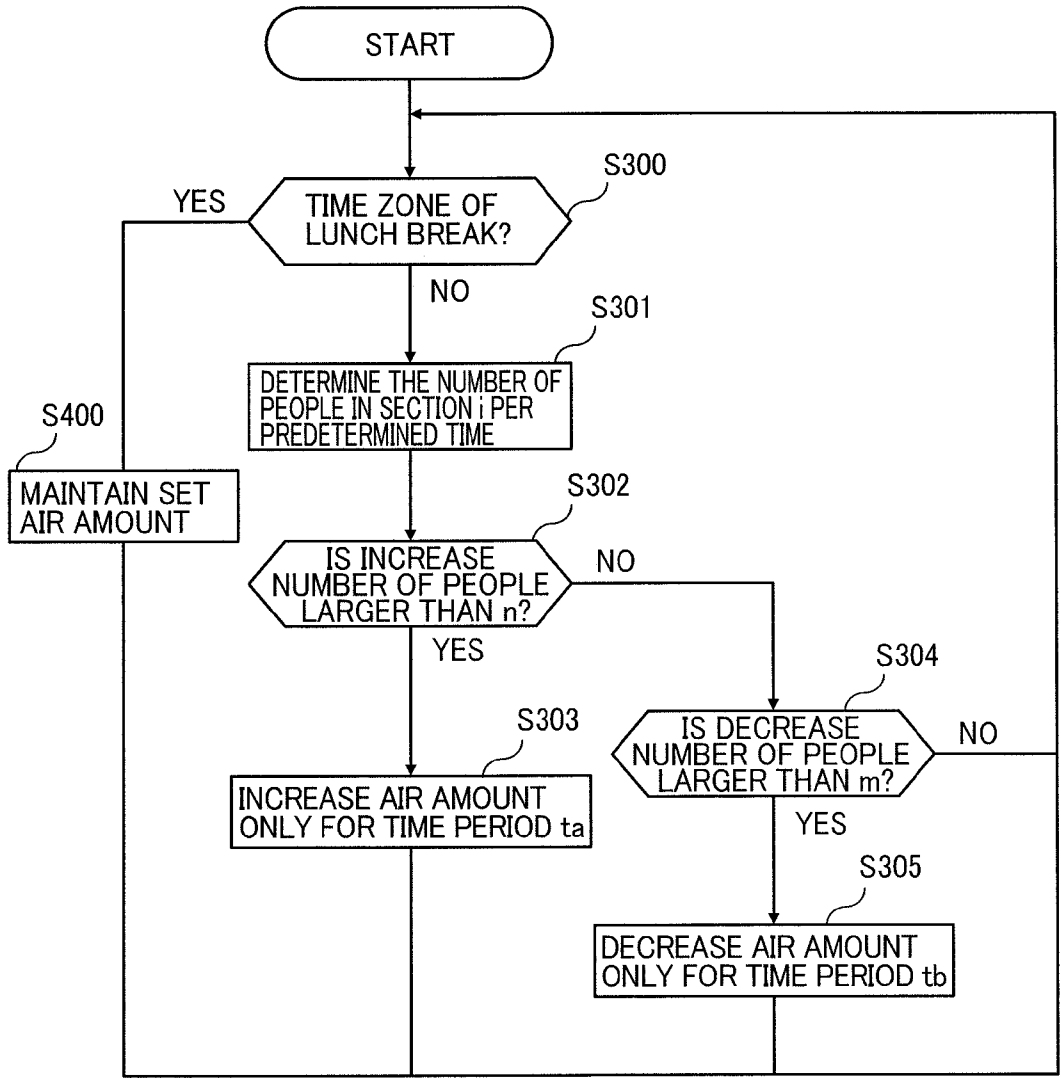 START
S300
YES
TIME ZONE OF
LUNCH BREAK?
NO
S301
DETERMINE THE NUMBER OF
PEOPLE IN SECTION i PER
PREDETERMINED TIME
S400
MAINTAIN SET
AIR AMOUNT
S302
IS INCREASE
NUMBER OF PEOPLE
LARGER THAN n?
NO
YES
S304
IS DECREASE
NUMBER OF PEOPLE
LARGER THAN m?
NO
S303
INCREASE AIR AMOUNT
ONLY FOR TIME PERIOD ta
YES
S305
DECREASE AIR AMOUNT
ONLY FOR TIME PERIOD tb